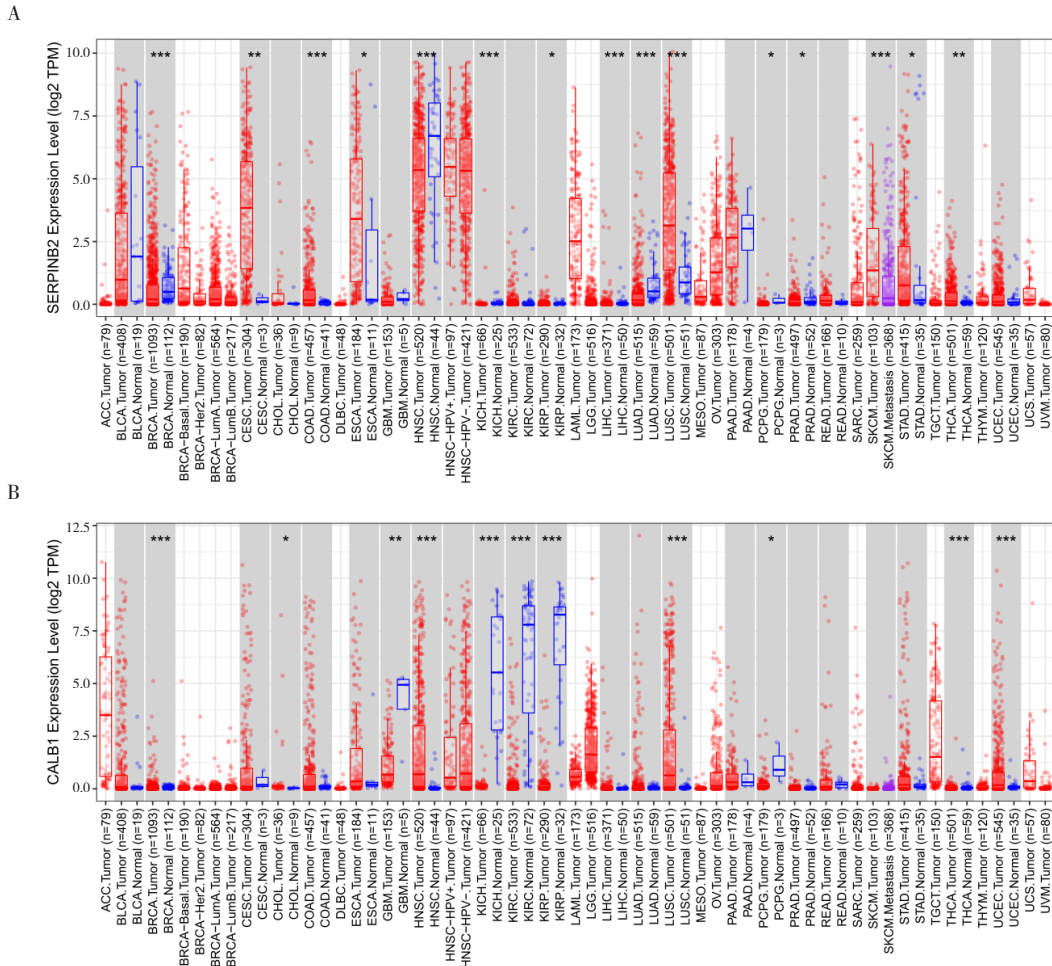 A
*** ** *** * *** *** * *** *** *** * * *** * **
SERPINB2 Expression Level (log2 TPM)
10.0
7.5
5.0
2.5
0.0
ACC.Tumor (n=79)
BLCA.Tumor (n=408)
BLCA.Normal (n=19)
BRCA.Tumor (n=1093)
BRCA.Normal (n=112)
BRCA-Basal.Tumor (n=190)
BRCA-Her2.Tumor (n=82)
BRCA-LumA.Tumor (n=564)
BRCA-LumB.Tumor (n=217)
CESC.Tumor (n=304)
CESC.Normal (n=3)
CHOL.Tumor (n=36)
CHOL.Normal (n=9)
COAD.Tumor (n=457)
COAD.Normal (n=41)
DLBC.Tumor (n=48)
ESCA.Tumor (n=184)
ESCA.Normal (n=11)
GBM.Tumor (n=153)
GBM.Normal (n=5)
HNSC.Tumor (n=520)
HNSC.Normal (n=44)
HNSC-HPV+.Tumor (n=97)
HNSC-HPV-.Tumor (n=421)
KICH.Tumor (n=66)
KICH.Normal (n=25)
KIRC.Tumor (n=533)
KIRC.Normal (n=72)
KIRP.Tumor (n=290)
KIRP.Normal (n=32)
LAML.Tumor (n=173)
LGG.Tumor (n=516)
LIHC.Tumor (n=371)
LIHC.Normal (n=50)
LUAD.Tumor (n=515)
LUAD.Normal (n=59)
LUSC.Tumor (n=501)
LUSC.Normal (n=51)
MESO.Tumor (n=87)
OV.Tumor (n=303)
PAAD.Tumor (n=178)
PAAD.Normal (n=4)
PCPG.Tumor (n=179)
PCPG.Normal (n=3)
PRAD.Tumor (n=497)
PRAD.Normal (n=52)
READ.Tumor (n=166)
READ.Normal (n=10)
SARC.Tumor (n=259)
SKCM.Tumor (n=103)
SKCM.Metastasis (n=368)
STAD.Tumor (n=415)
STAD.Normal (n=35)
TGCT.Tumor (n=150)
THCA.Tumor (n=501)
THCA.Normal (n=59)
THYM.Tumor (n=120)
UCEC.Tumor (n=545)
UCEC.Normal (n=35)
UCS.Tumor (n=57)
UVM.Tumor (n=80)
B
*** * ** *** *** *** *** *** * *** ***
CALB1 Expression Level (log2 TPM)
12.5
10.0
7.5
5.0
2.5
0.0
ACC.Tumor (n=79)
BLCA.Tumor (n=408)
BLCA.Normal (n=19)
BRCA.Tumor (n=1093)
BRCA.Normal (n=112)
BRCA-Basal.Tumor (n=190)
BRCA-Her2.Tumor (n=82)
BRCA-LumA.Tumor (n=564)
BRCA-LumB.Tumor (n=217)
CESC.Tumor (n=304)
CESC.Normal (n=3)
CHOL.Tumor (n=36)
CHOL.Normal (n=9)
COAD.Tumor (n=457)
COAD.Normal (n=41)
DLBC.Tumor (n=48)
ESCA.Tumor (n=184)
ESCA.Normal (n=11)
GBM.Tumor (n=153)
GBM.Normal (n=5)
HNSC.Tumor (n=520)
HNSC.Normal (n=44)
HNSC-HPV+.Tumor (n=97)
HNSC-HPV-.Tumor (n=421)
KICH.Tumor (n=66)
KICH.Normal (n=25)
KIRC.Tumor (n=533)
KIRC.Normal (n=72)
KIRP.Tumor (n=290)
KIRP.Normal (n=32)
LAML.Tumor (n=173)
LGG.Tumor (n=516)
LIHC.Tumor (n=371)
LIHC.Normal (n=50)
LUAD.Tumor (n=515)
LUAD.Normal (n=59)
LUSC.Tumor (n=501)
LUSC.Normal (n=51)
MESO.Tumor (n=87)
OV.Tumor (n=303)
PAAD.Tumor (n=178)
PAAD.Normal (n=4)
PCPG.Tumor (n=179)
PCPG.Normal (n=3)
PRAD.Tumor (n=497)
PRAD.Normal (n=52)
READ.Tumor (n=166)
READ.Normal (n=10)
SARC.Tumor (n=259)
SKCM.Tumor (n=103)
SKCM.Metastasis (n=368)
STAD.Tumor (n=415)
STAD.Normal (n=35)
TGCT.Tumor (n=150)
THCA.Tumor (n=501)
THCA.Normal (n=59)
THYM.Tumor (n=120)
UCEC.Tumor (n=545)
UCEC.Normal (n=35)
UCS.Tumor (n=57)
UVM.Tumor (n=80)